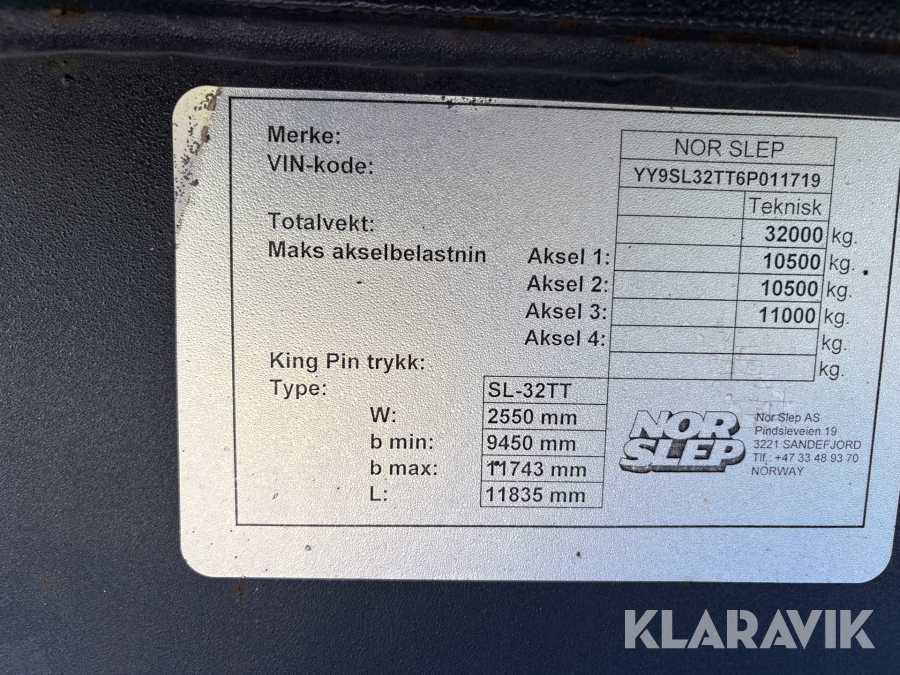 Merke: NOR SLEP
VIN-kode: YY9SL32TT6P011719
Teknisk
Totalvekt: 32000 kg.
Maks akselbelastnin Aksel 1: 10500 kg.
Aksel 2: 10500 kg.
Aksel 3: 11000 kg.
Aksel 4: kg.
King Pin trykk: kg.
Type: SL-32TT
W: 2550 mm
b min: 9450 mm
b max: 11743 mm
L: 11835 mm
NOR
SLEP
Nor Slep AS
Pindsleveien 19
3221 SANDEFJORD
Tlf.: +47 33 48 93 70
NORWAY
KLARAVIK